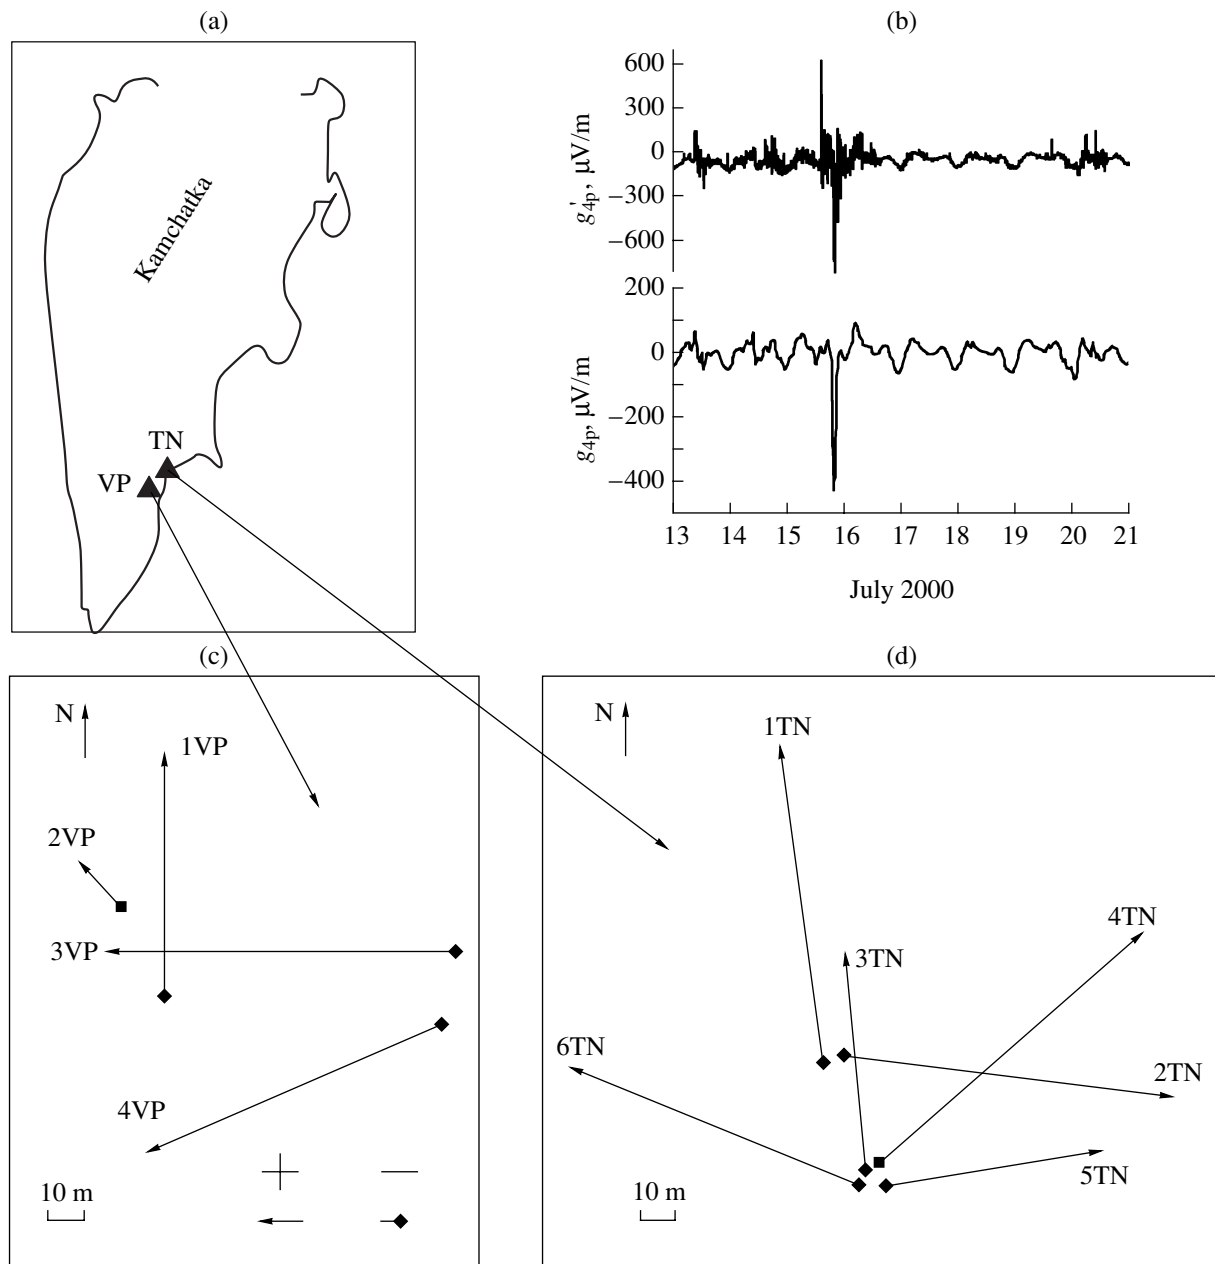 (a)
Kamchatka
TN
VP
(b)
600
300
0
−300
−600
g'4p, μV/m
200
0
−200
−400
g4p, μV/m
13 14 15 16 17 18 19 20 21
July 2000
(c)
N
1VP
2VP
3VP
4VP
10 m
(d)
N
1TN
4TN
3TN
6TN
2TN
5TN
10 m